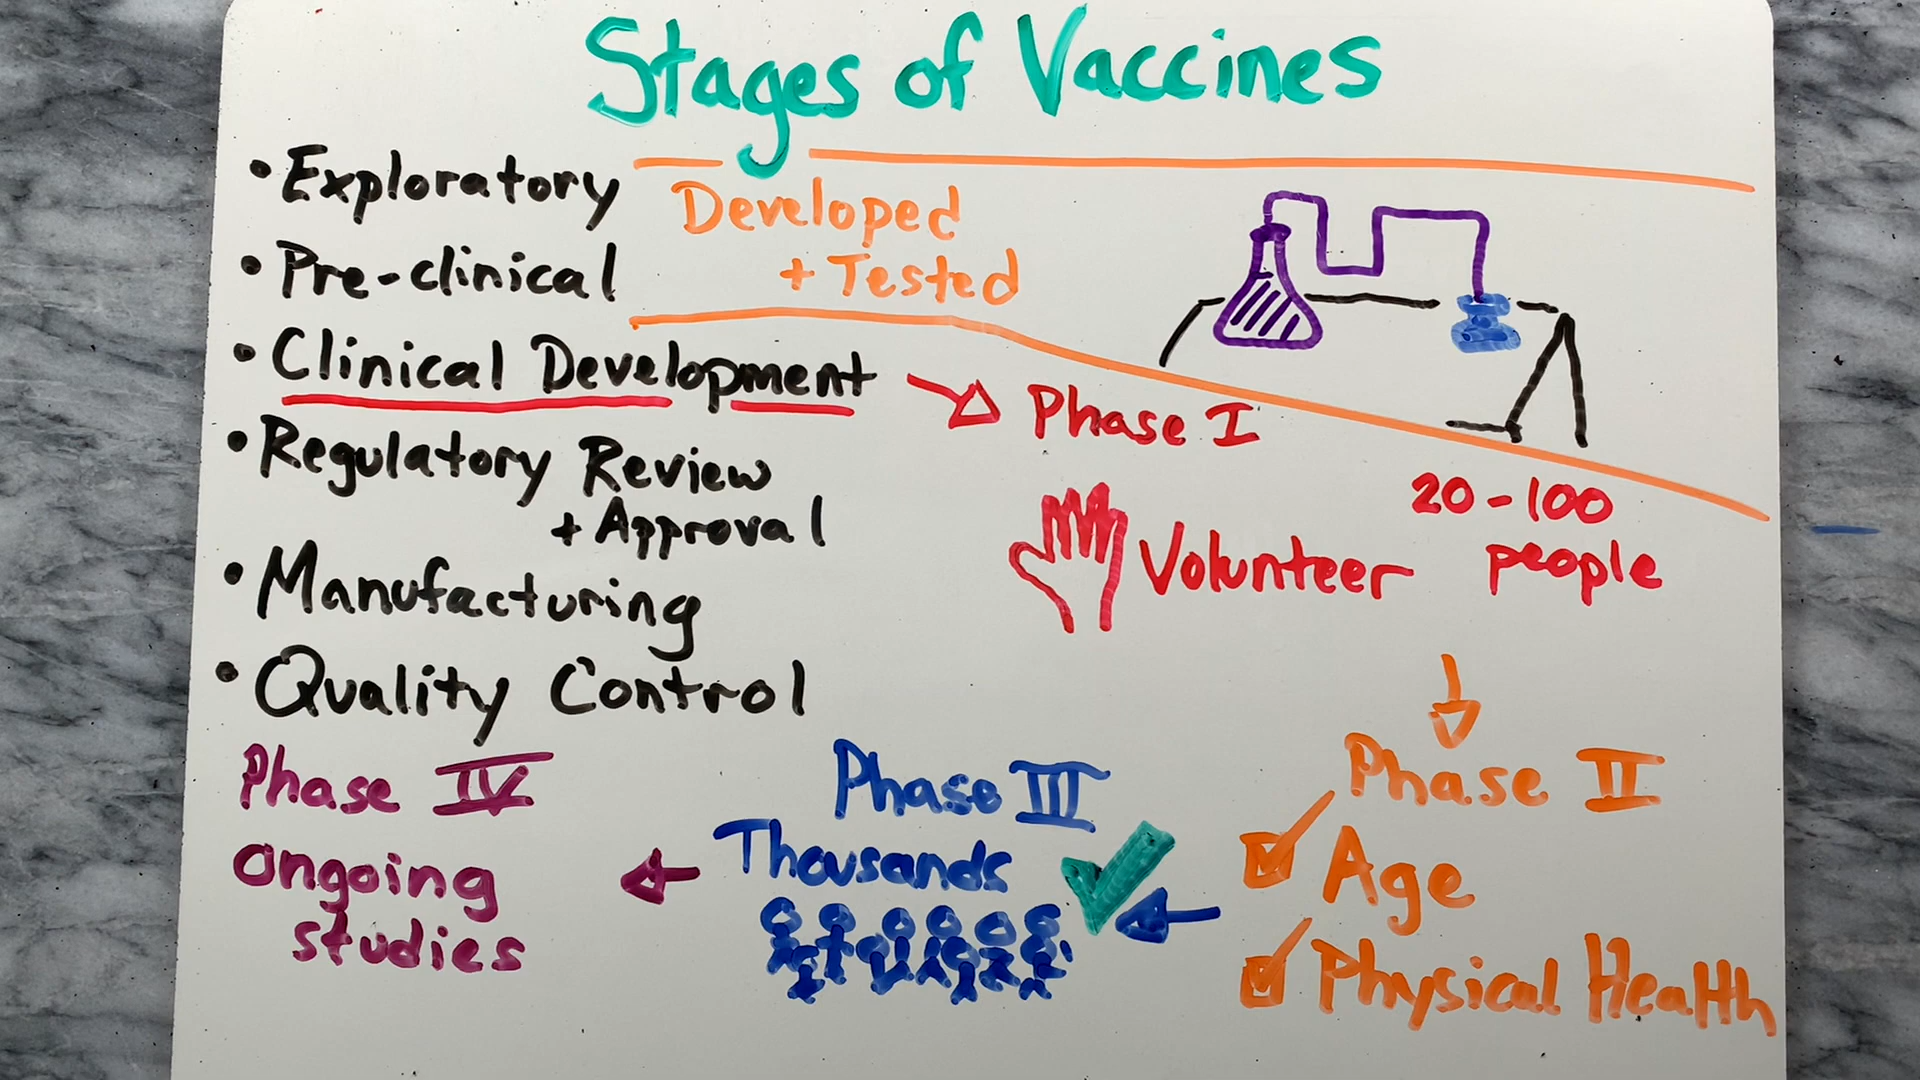 Stages of Vaccines
• Exploratory
• Pre-clinical
Developed
+ Tested
• Clinical Development
• Regulatory Review
+ Approval
• Manufacturing
• Quality Control
Phase I
Volunteer
20-100
people
Phase II
Age
Physical Health
Phase III
Thousands
Phase IV
Ongoing
studies